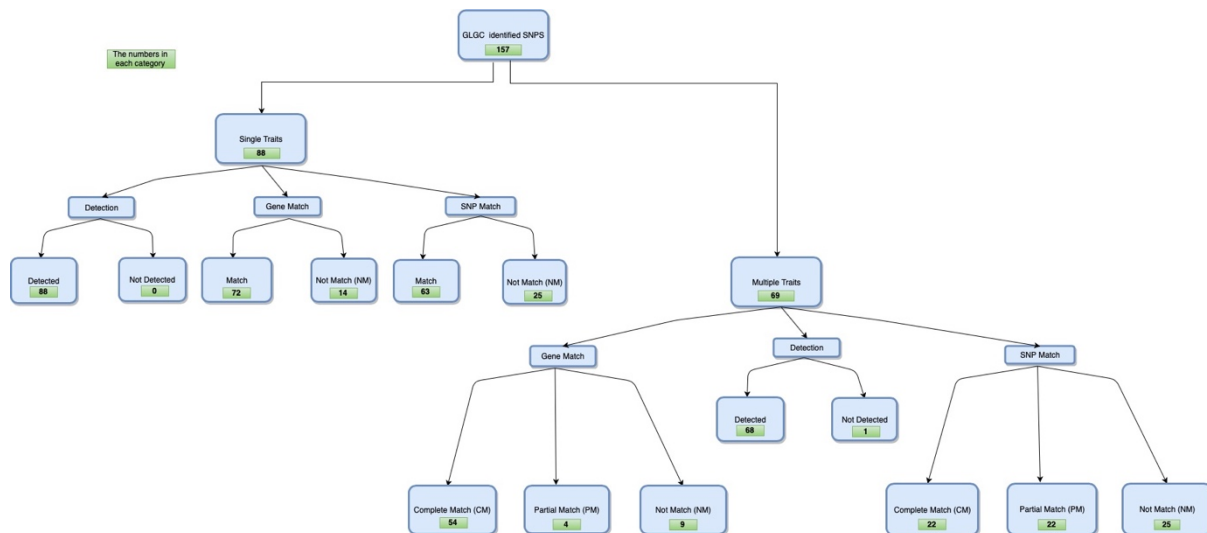 GLGC identified SNPS
157
The numbers in
each category
Single Traits
88
Detection
Gene Match
SNP Match
Detected
88
Not Detected
0
Match
72
Not Match (NM)
14
Match
63
Not Match (NM)
25
Multiple Traits
69
Gene Match
Detection
SNP Match
Detected
68
Not Detected
1
Complete Match (CM)
54
Partial Match (PM)
4
Not Match (NM)
9
Complete Match (CM)
22
Partial Match (PM)
22
Not Match (NM)
25